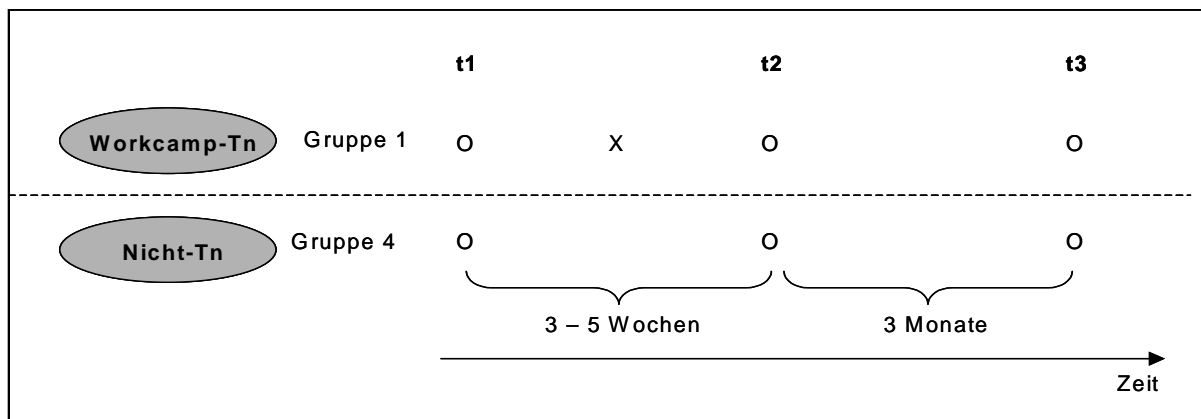 t1 t2 t3
Workcamp-Tn Gruppe 1 O X O O
Nicht-Tn Gruppe 4 O O O
3 – 5 Wochen 3 Monate
Zeit